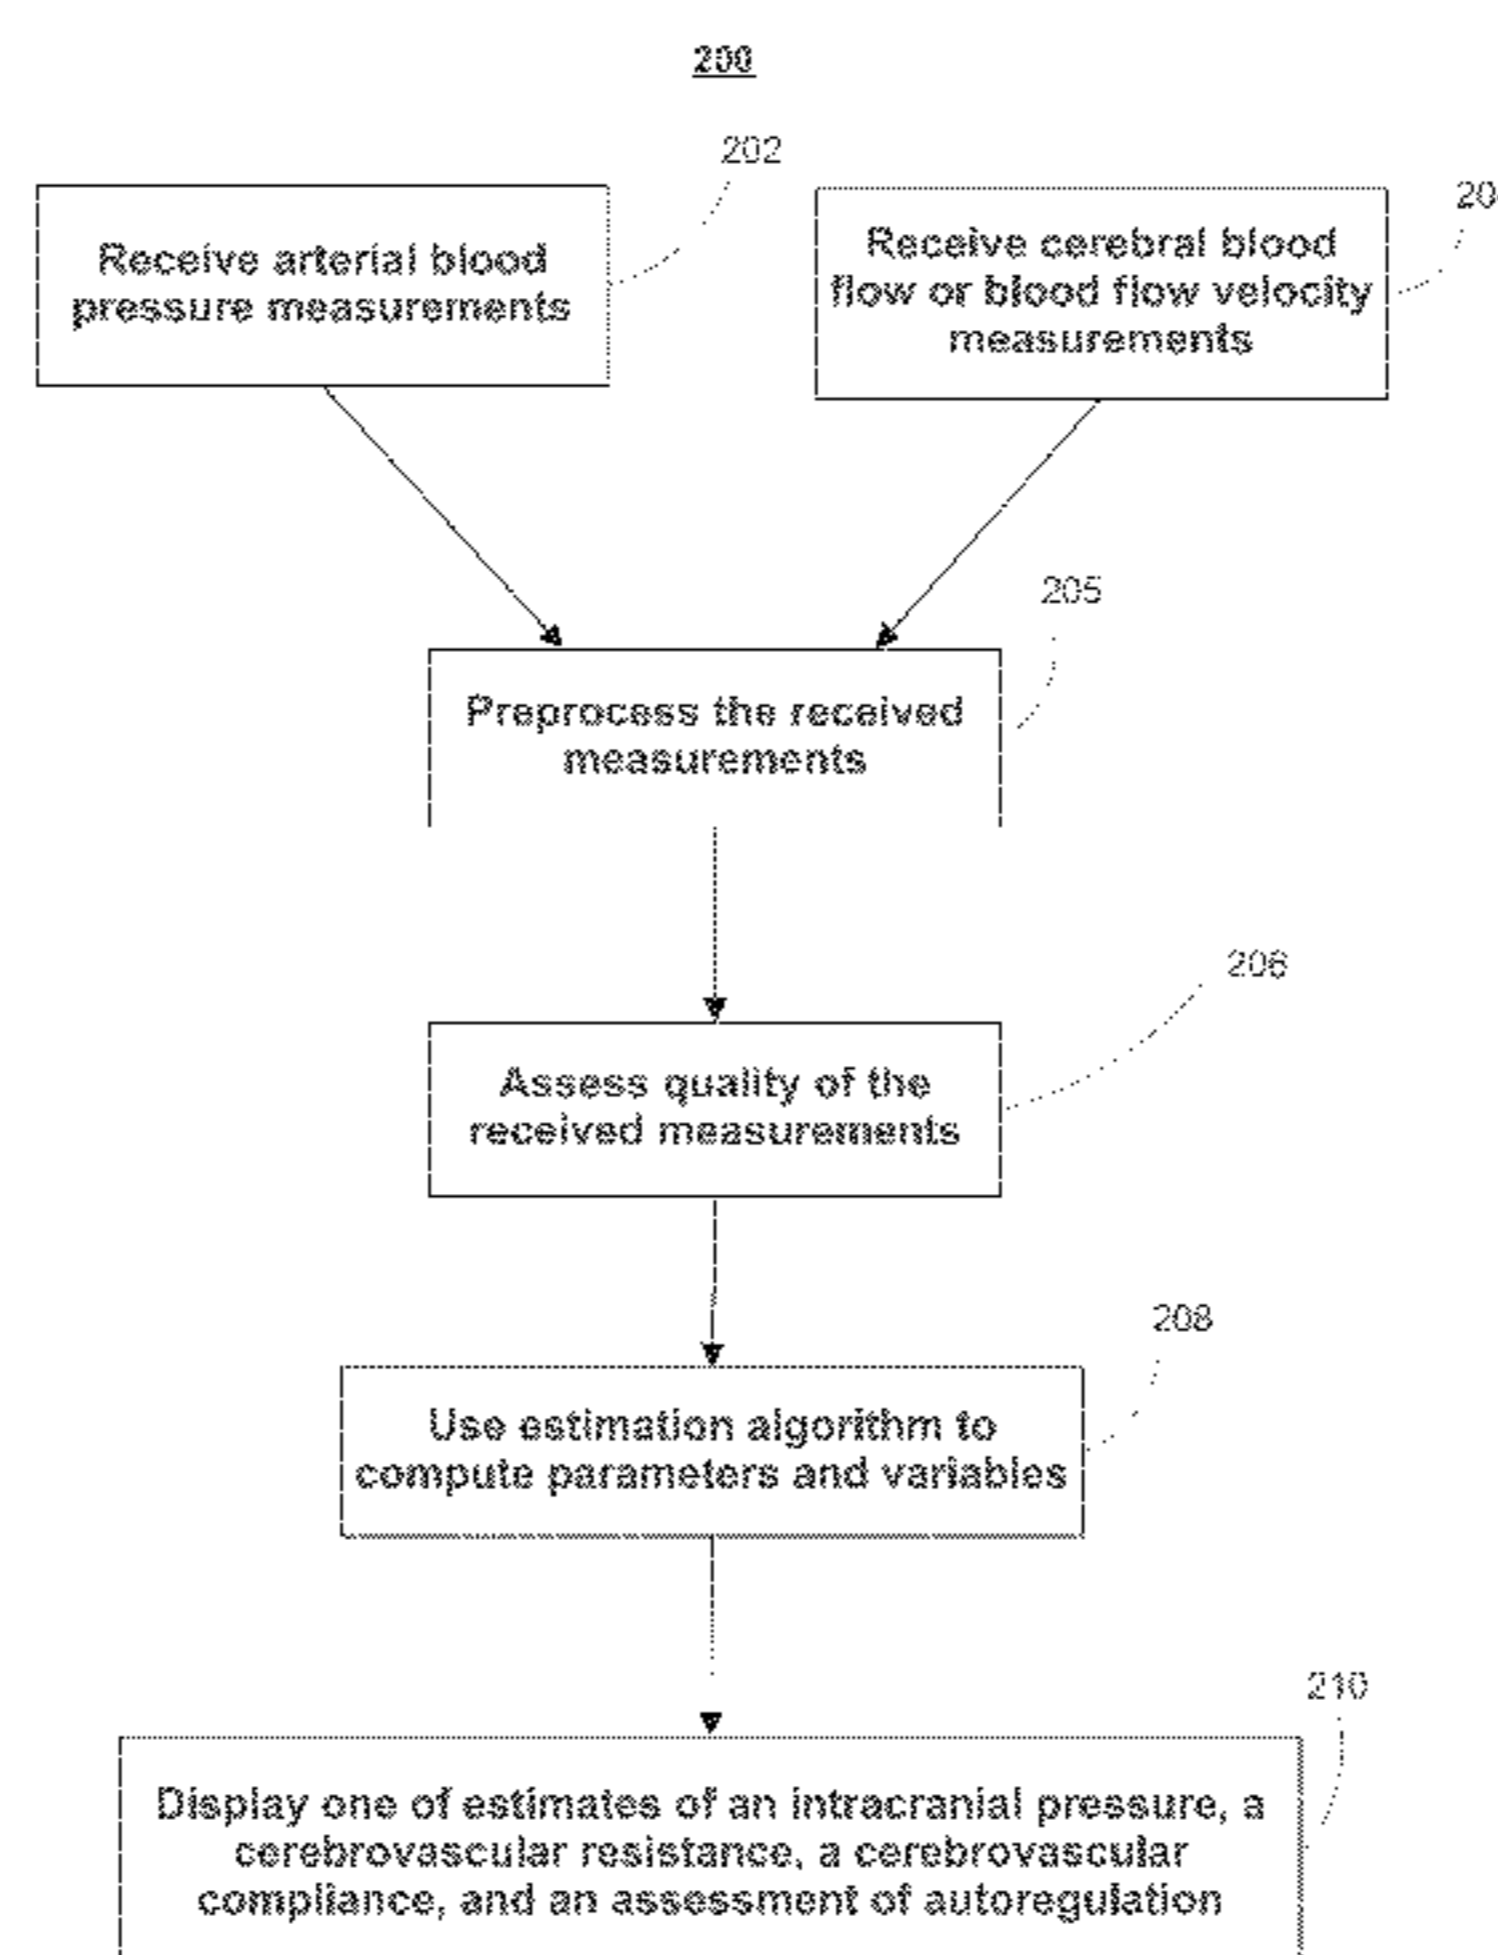 200
202
20
Receive arterial blood
pressure measurements
Receive cerebral blood
flow or blood flow velocity
measurements
205
Preprocess the received
measurements
206
Assess quality of the
received measurements
208
Use estimation algorithm to
compute parameters and variables
210
Display one of estimates of an intracranial pressure, a
cerebrovascular resistance, a cerebrovascular
compliance, and an assessment of autoregulation